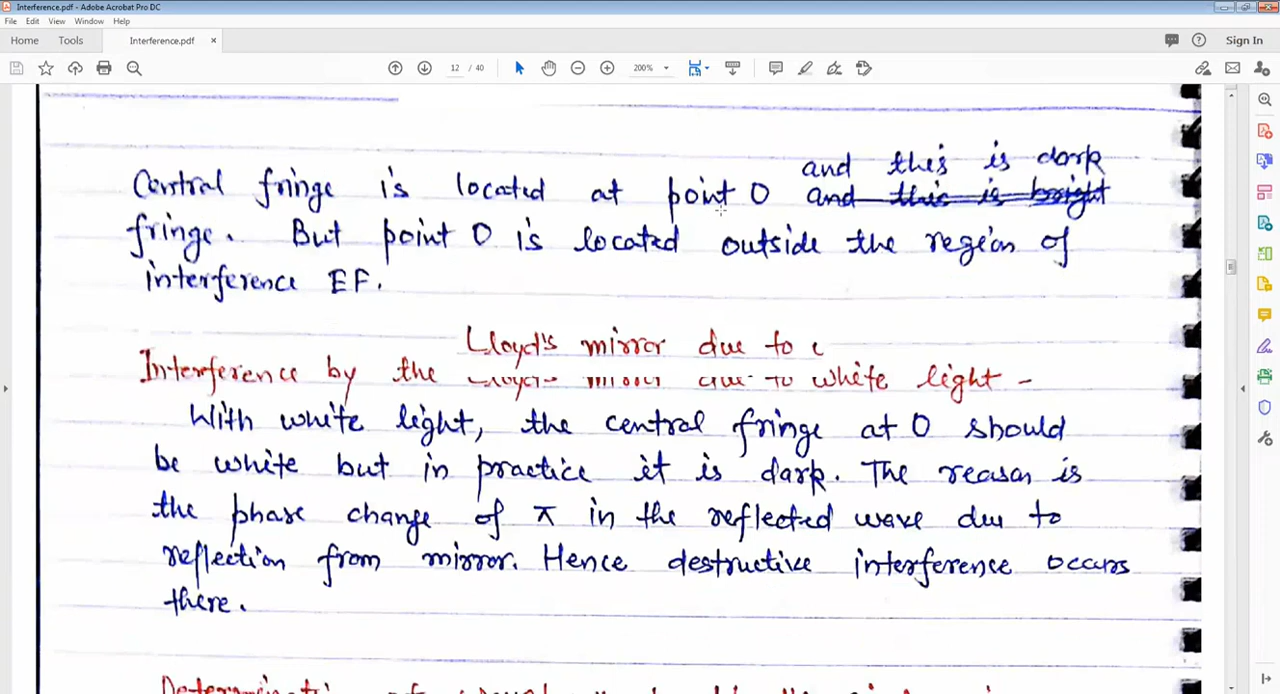 Interference.pdf - Adobe Acrobat Pro DC
File Edit View Window Help
Home Tools Interference.pdf × Sign In
12 / 40 200%
and this is dark
Central fringe is located at point O and this is bright
fringe. But point O is located outside the region of
interference EF.
Lloyd's mirror due to
Interference by the white light -
With white light, the central fringe at O should
be white but in practice it is dark. The reason is
the phase change of π in the reflected wave due to
reflection from mirror. Hence destructive interference occurs
there.